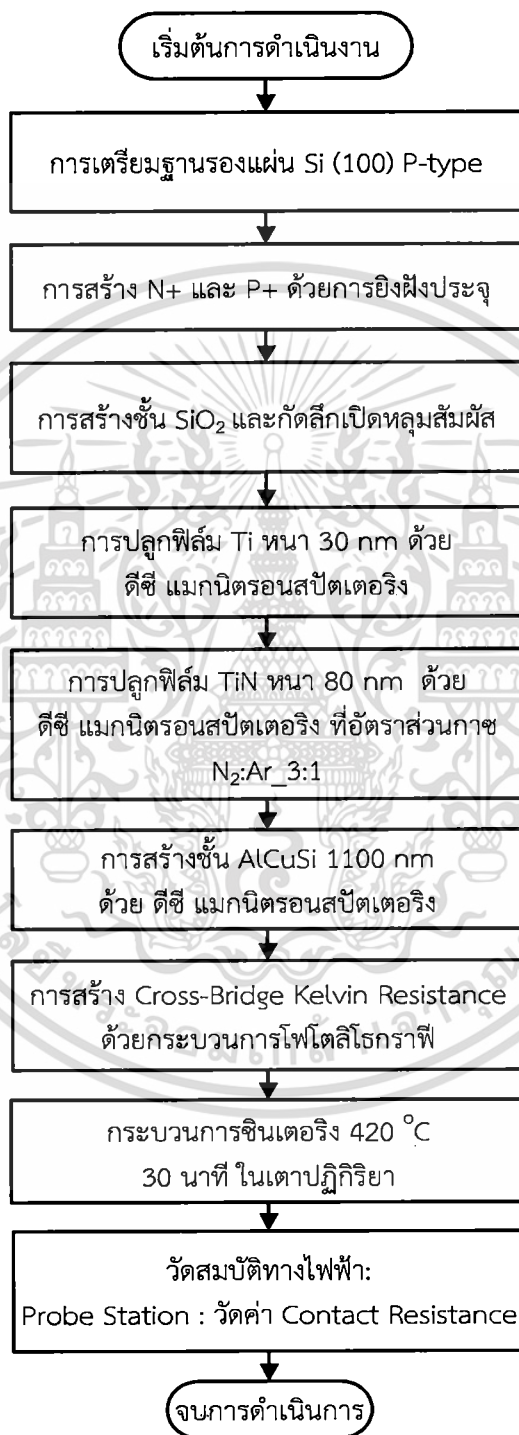 เริ่มต้นการดำเนินงาน
การเตรียมฐานรองแผ่น Si (100) P-type
การสร้าง N+ และ P+ ด้วยการยิงฝังประจุ
การสร้างชั้น SiO₂ และกัดลึกเปิดหลุมสัมผัส
การปลูกฟิล์ม Ti หนา 30 nm ด้วย
ดีซี แมกนิตรอนสปัตเตอริง
การปลูกฟิล์ม TiN หนา 80 nm ด้วย
ดีซี แมกนิตรอนสปัตเตอริง ที่อัตราส่วนกาซ
N₂:Ar_3:1
การสร้างชั้น AlCuSi 1100 nm
ด้วย ดีซี แมกนิตรอนสปัตเตอริง
การสร้าง Cross-Bridge Kelvin Resistance
ด้วยกระบวนการโฟโตลิโธกราฟี
กระบวนการซินเตอริง 420 °C
30 นาที ในเตาปฏิกิริยา
วัดสมบัติทางไฟฟ้า:
Probe Station : วัดค่า Contact Resistance
จบการดำเนินการ